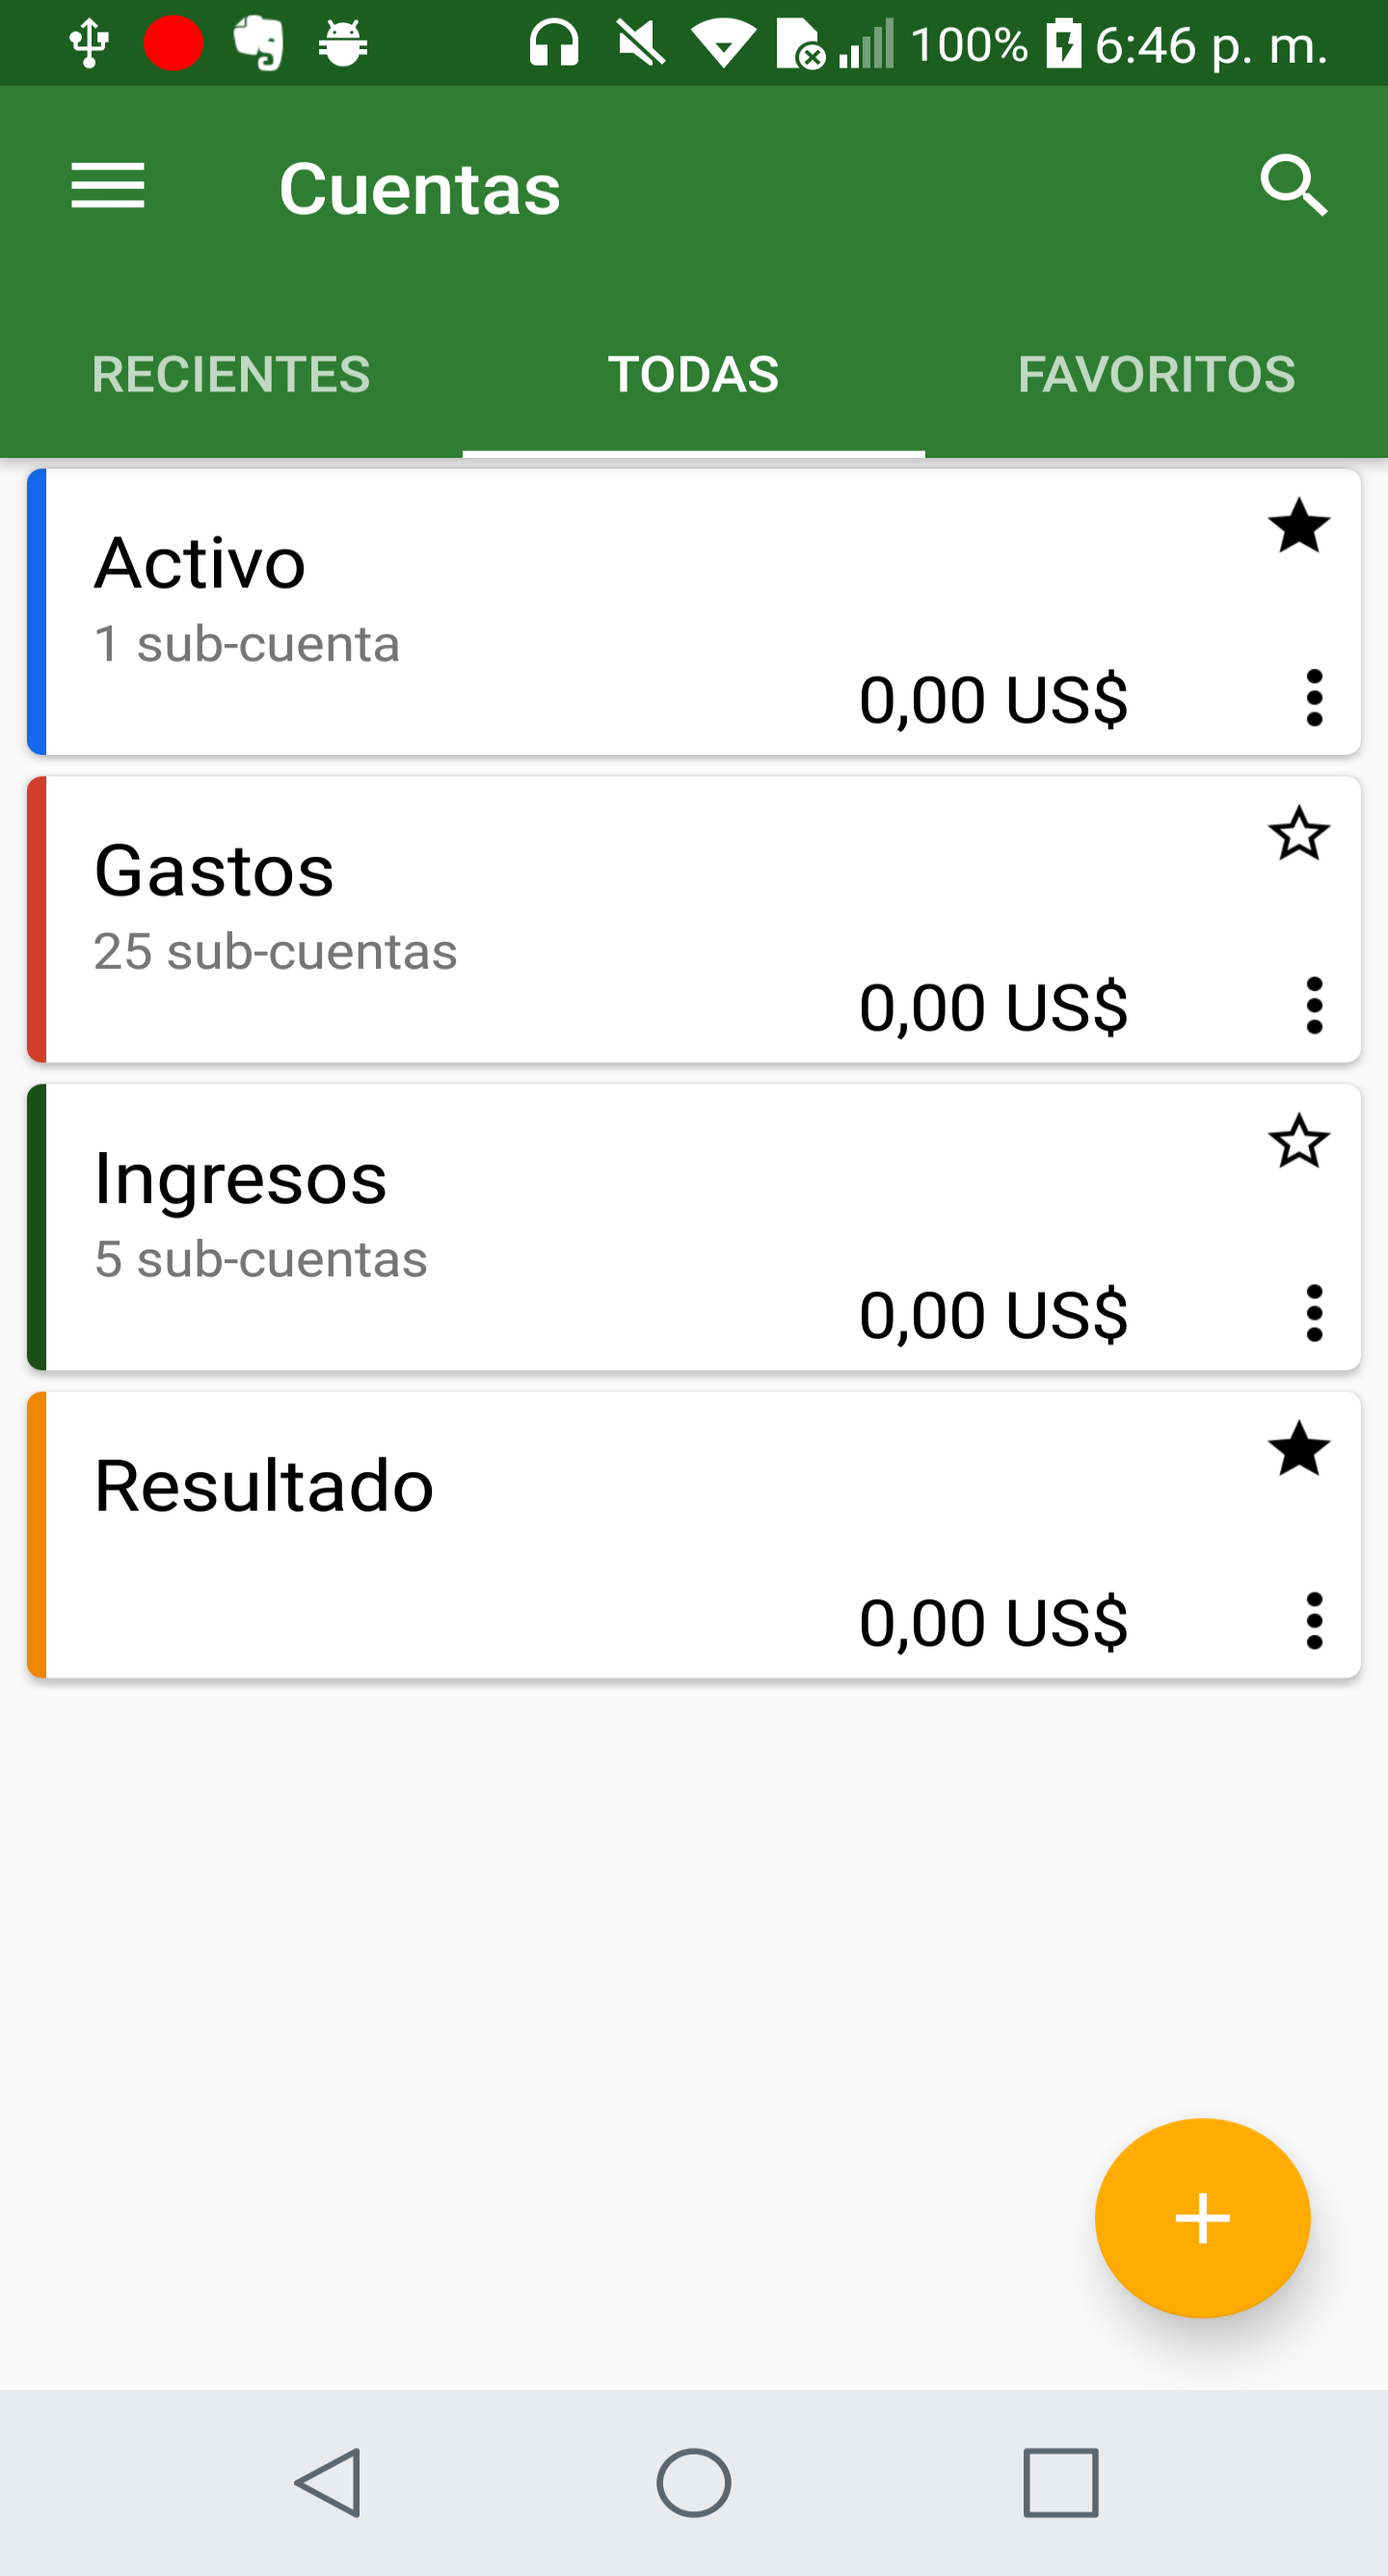 100% 6:46 p. m.
Cuentas
RECIENTES TODAS FAVORITOS
Activo
1 sub-cuenta
0,00 US$
Gastos
25 sub-cuentas
0,00 US$
Ingresos
5 sub-cuentas
0,00 US$
Resultado
0,00 US$